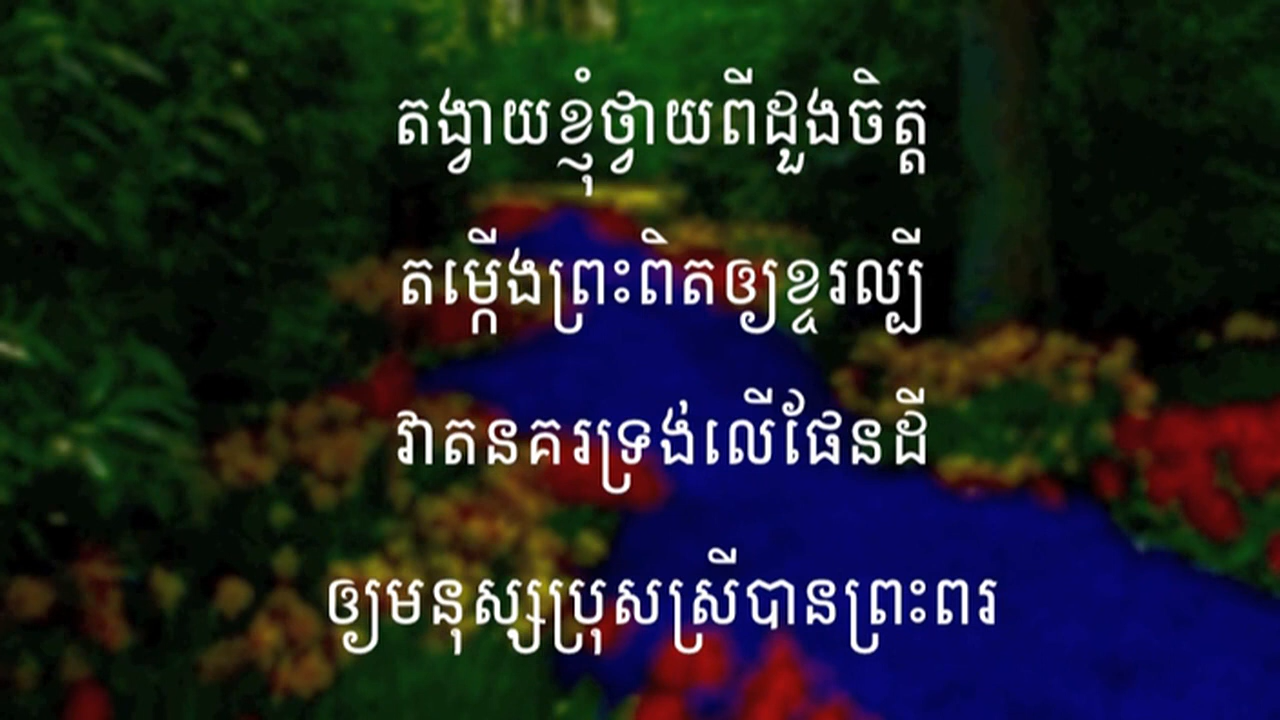 តង្វាយខ្ញុំថ្វាយពីដួងចិត្ត
តម្កើងព្រះពិតឲ្យខ្ទរល្បី
វាតនគរទ្រង់លើផែនដី
ឲ្យមនុស្សប្រុសស្រីបានព្រះពរ